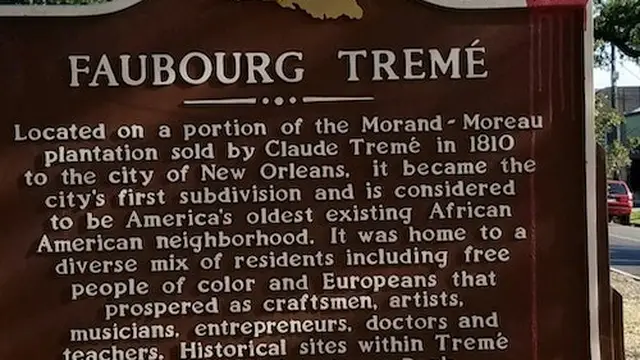 FAUBOURG TREMÉ
Located on a portion of the Morand-Moreau
plantation sold by Claude Tremé in 1810
to the city of New Orleans, it became the
city's first subdivision and is considered
to be America's oldest existing African
American neighborhood. It was home to a
diverse mix of residents including free
people of color and Europeans that
prospered as craftsmen, artists,
musicians, entrepreneurs, doctors and
teachers. Historical sites within Tremé